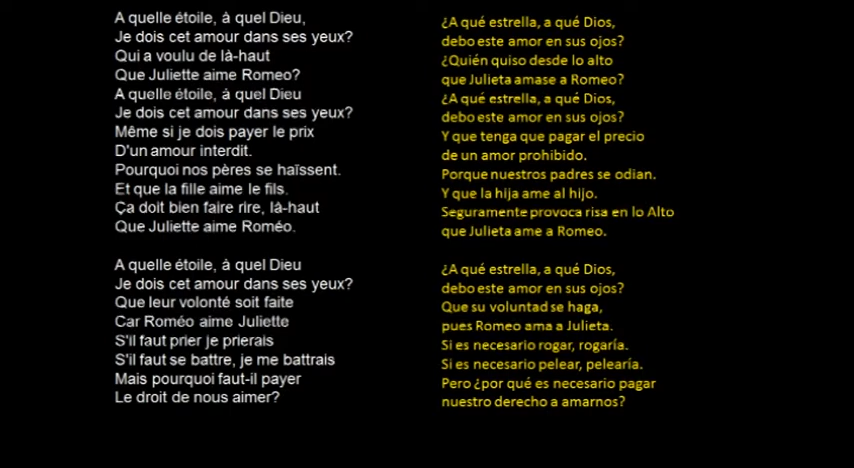 A quelle étoile, à quel Dieu,
Je dois cet amour dans ses yeux?
Qui a voulu de là-haut
Que Juliette aime Romeo?
A quelle étoile, à quel Dieu
Je dois cet amour dans ses yeux?
Même si je dois payer le prix
D'un amour interdit.
Pourquoi nos pères se haïssent.
Et que la fille aime le fils.
Ça doit bien faire rire, là-haut
Que Juliette aime Roméo.
A quelle étoile, à quel Dieu
Je dois cet amour dans ses yeux?
Que leur volonté soit faite
Car Roméo aime Juliette
S'il faut prier je prierais
S'il faut se battre, je me battrais
Mais pourquoi faut-il payer
Le droit de nous aimer?
¿A qué estrella, a qué Dios,
debo este amor en sus ojos?
¿Quién quiso desde lo alto
que Julieta amase a Romeo?
¿A qué estrella, a qué Dios,
debo este amor en sus ojos?
Y que tenga que pagar el precio
de un amor prohibido.
Porque nuestros padres se odian.
Y que la hija ame al hijo.
Seguramente provoca risa en lo Alto
que Julieta ame a Romeo.
¿A qué estrella, a qué Dios,
debo este amor en sus ojos?
Que su voluntad se haga,
pues Romeo ama a Julieta.
Si es necesario rogar, rogaría.
Si es necesario pelear, pelearía.
Pero ¿por qué es necesario pagar
nuestro derecho a amarnos?